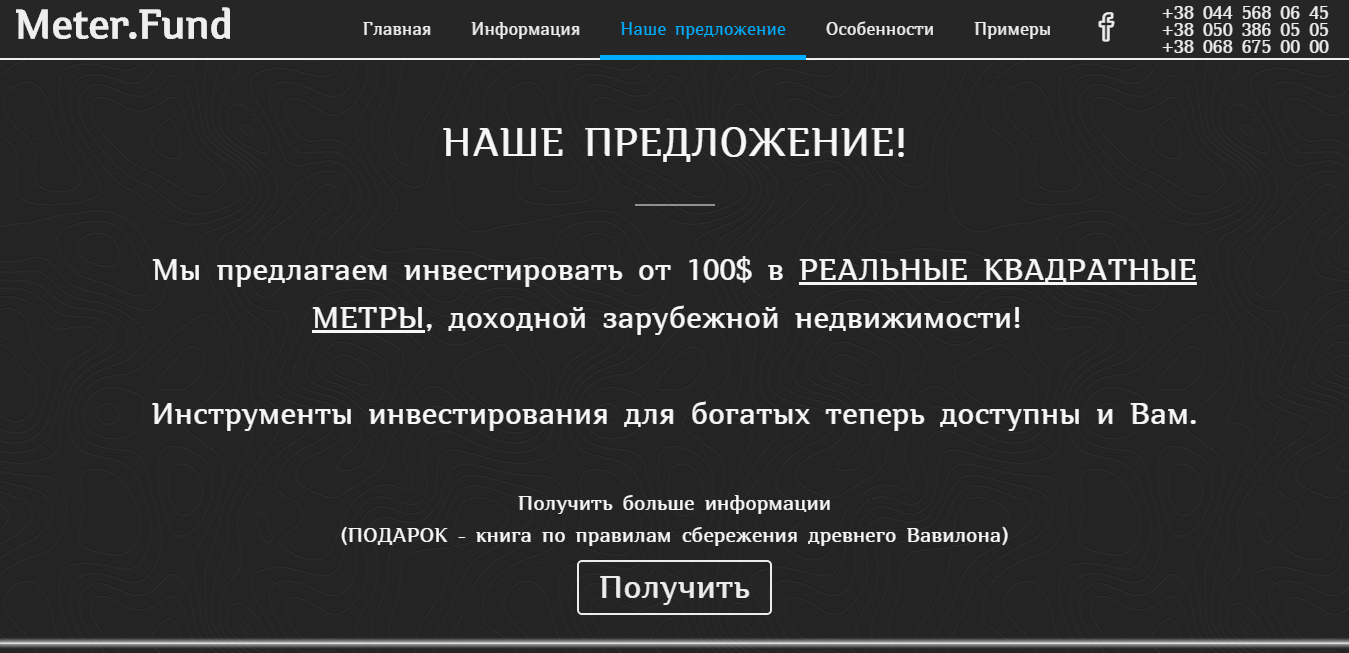 Meter.Fund
Главная
Информация
Наше предложение
Особенности
Примеры
+38 044 568 06 45
+38 050 386 05 05
+38 068 675 00 00
НАШЕ ПРЕДЛОЖЕНИЕ!
Мы предлагаем инвестировать от 100$ в РЕАЛЬНЫЕ КВАДРАТНЫЕ
МЕТРЫ, доходной зарубежной недвижимости!
Инструменты инвестирования для богатых теперь доступны и Вам.
Получить больше информации
(ПОДАРОК - книга по правилам сбережения древнего Вавилона)
Получить